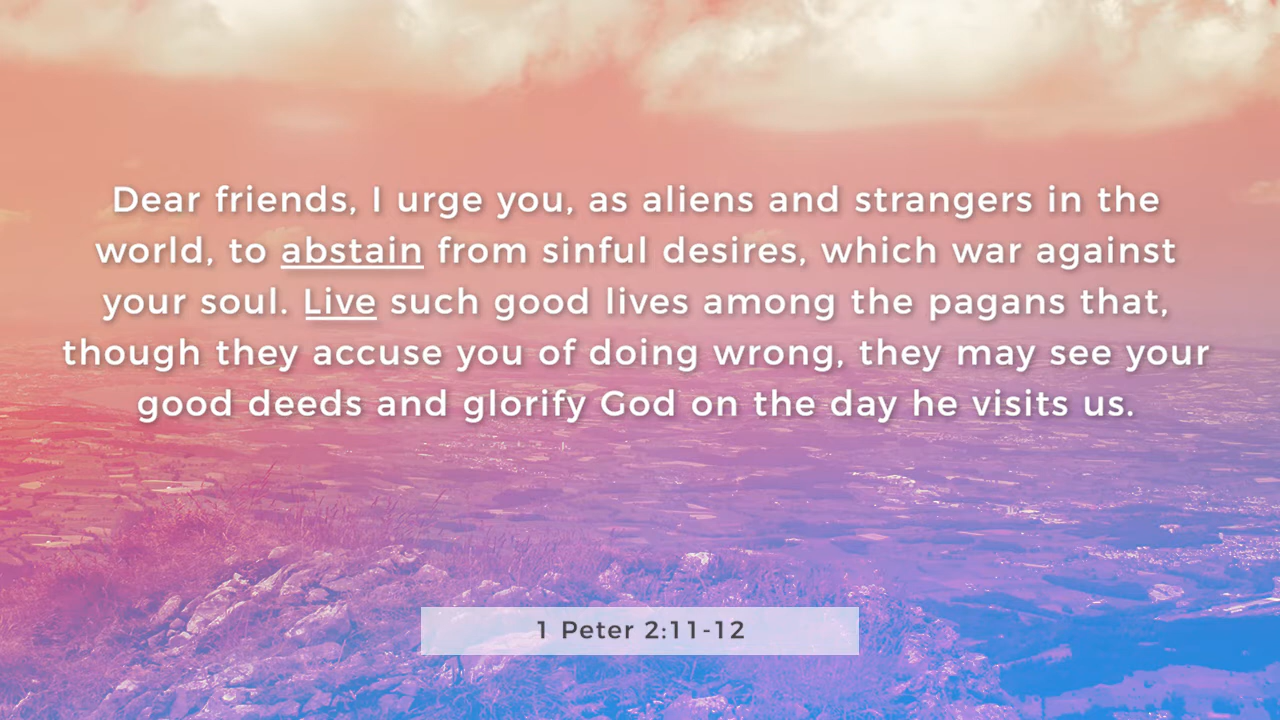 Dear friends, I urge you, as aliens and strangers in the
world, to abstain from sinful desires, which war against
your soul. Live such good lives among the pagans that,
though they accuse you of doing wrong, they may see your
good deeds and glorify God on the day he visits us.
1 Peter 2:11-12